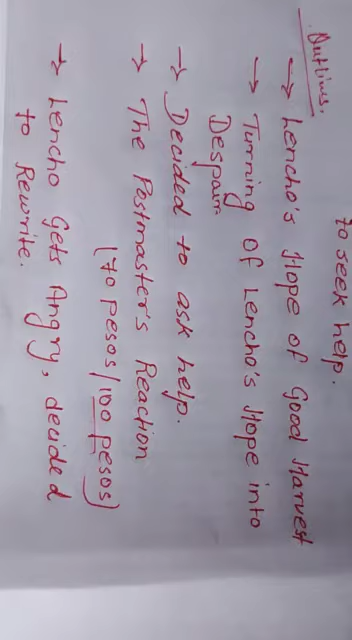 to seek help.
Outlines.
→ Lencho's Hope of Good Harvest
→ Turning of Lencho's Hope into
Despair
→ Decided to ask help.
→ The Postmaster's Reaction
(70 pesos/100 pesos)
→ Lencho Gets Angry, decided
to Rewrite.